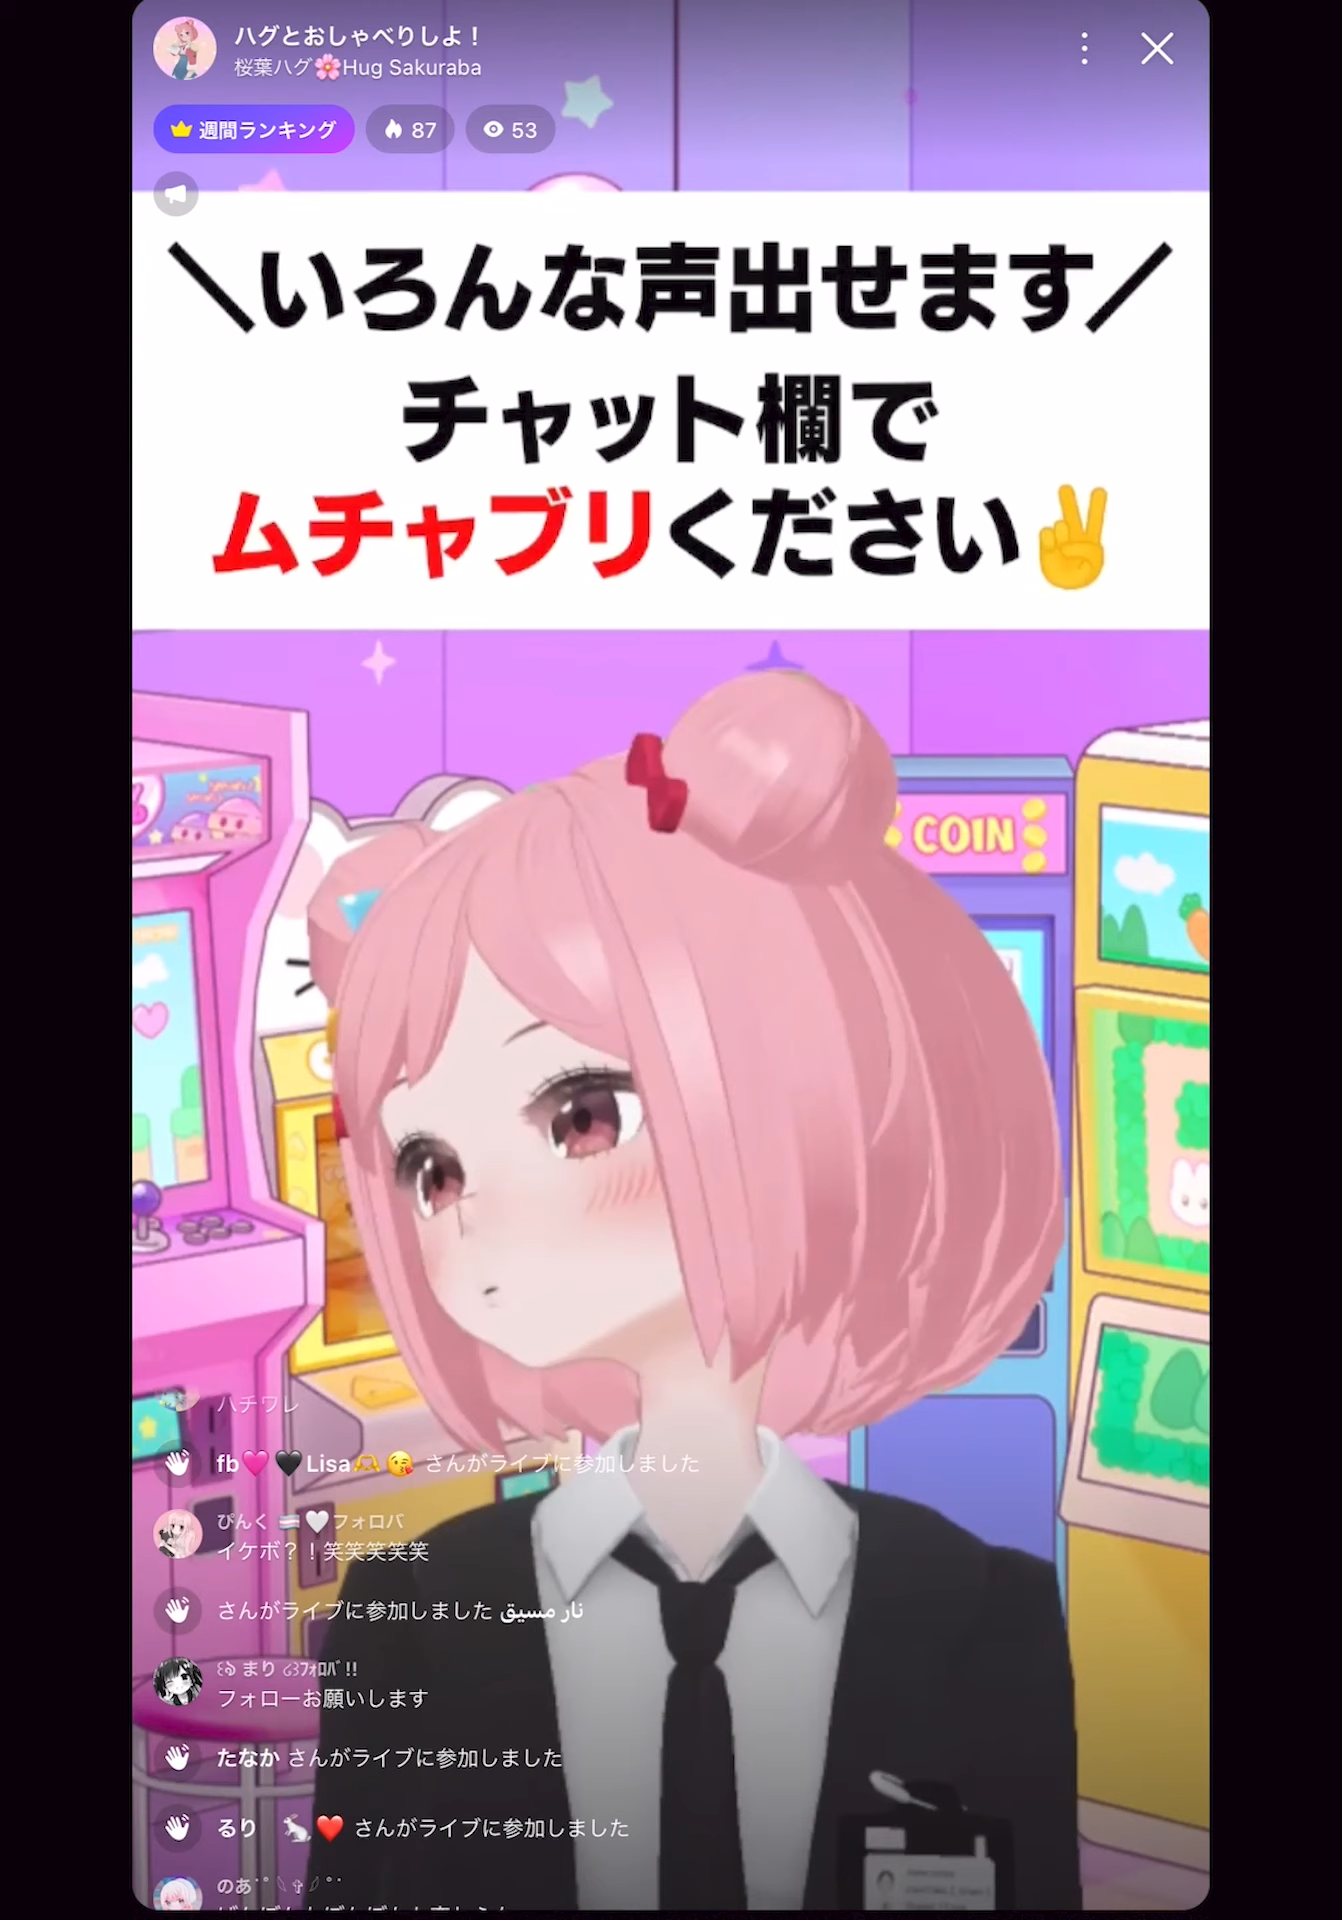 ハグとおしゃべりしよ！
桜葉ハグ🌸Hug Sakuraba
週間ランキング 87 53
＼いろんな声出せます／
チャット欄で
ムチャブリください✌️
COIN
ハチワレ
fb🩷🖤Lisa🫶😘 さんがライブに参加しました
ぴんく 🏳️‍⚧️🤍フォロバ
イケボ？！笑笑笑笑笑
さんがライブに参加しました نار مسيق
まり ﾌｫﾛﾊﾞ!!
フォローお願いします
たなか さんがライブに参加しました
るり 🐇❤️ さんがライブに参加しました
のあ